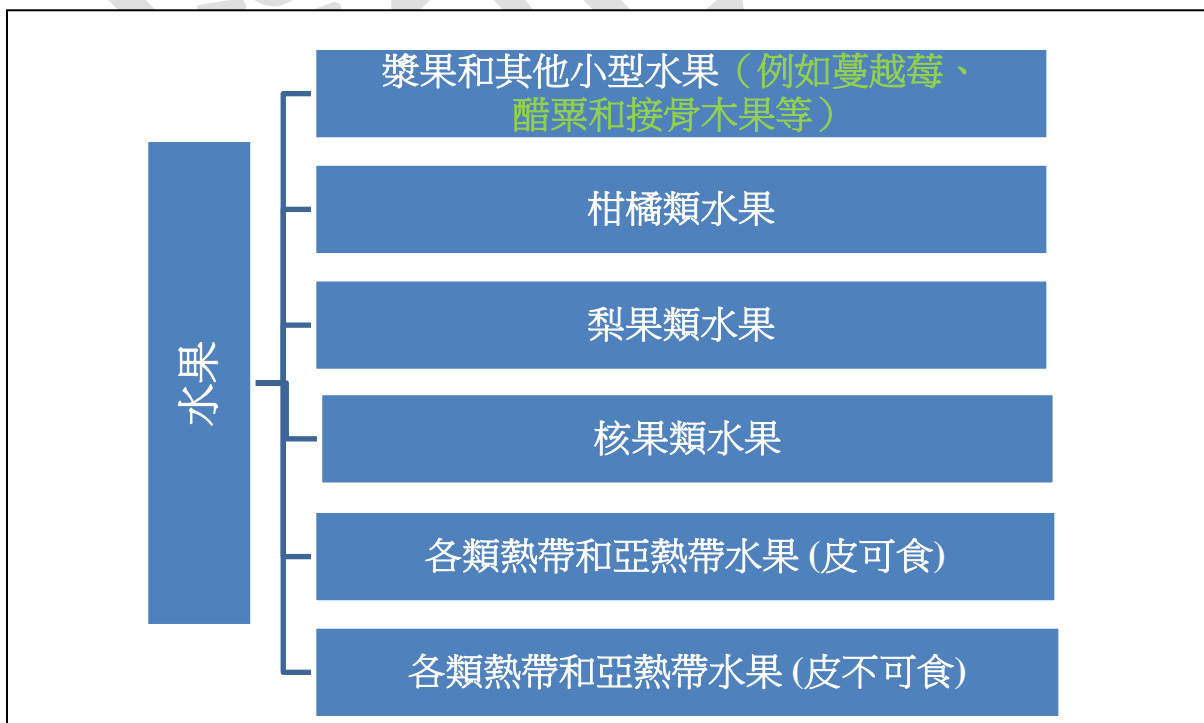 漿果和其他小型水果（例如蔓越莓、
醋粟和接骨木果等）
柑橘類水果
梨果類水果
水果
核果類水果
各類熱帶和亞熱帶水果 (皮可食)
各類熱帶和亞熱帶水果 (皮不可食)